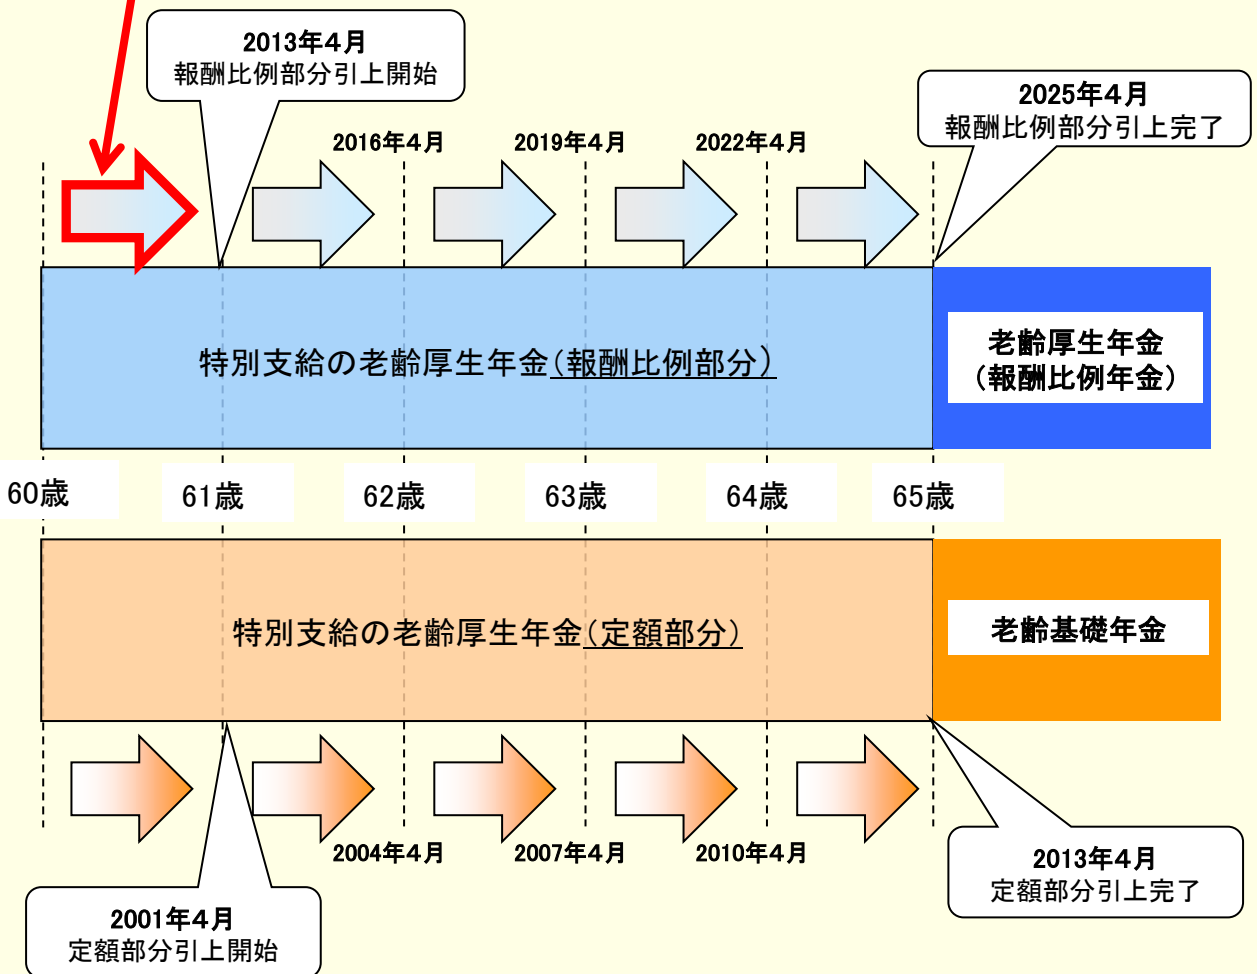 2013年４月
報酬比例部分引上開始
2025年４月
報酬比例部分引上完了
2016年４月
2019年４月
2022年４月
特別支給の老齢厚生年金（報酬比例部分）
老齢厚生年金
（報酬比例年金）
60歳
61歳
62歳
63歳
64歳
65歳
特別支給の老齢厚生年金（定額部分）
老齢基礎年金
2004年４月
2007年４月
2010年４月
2013年４月
定額部分引上完了
2001年４月
定額部分引上開始